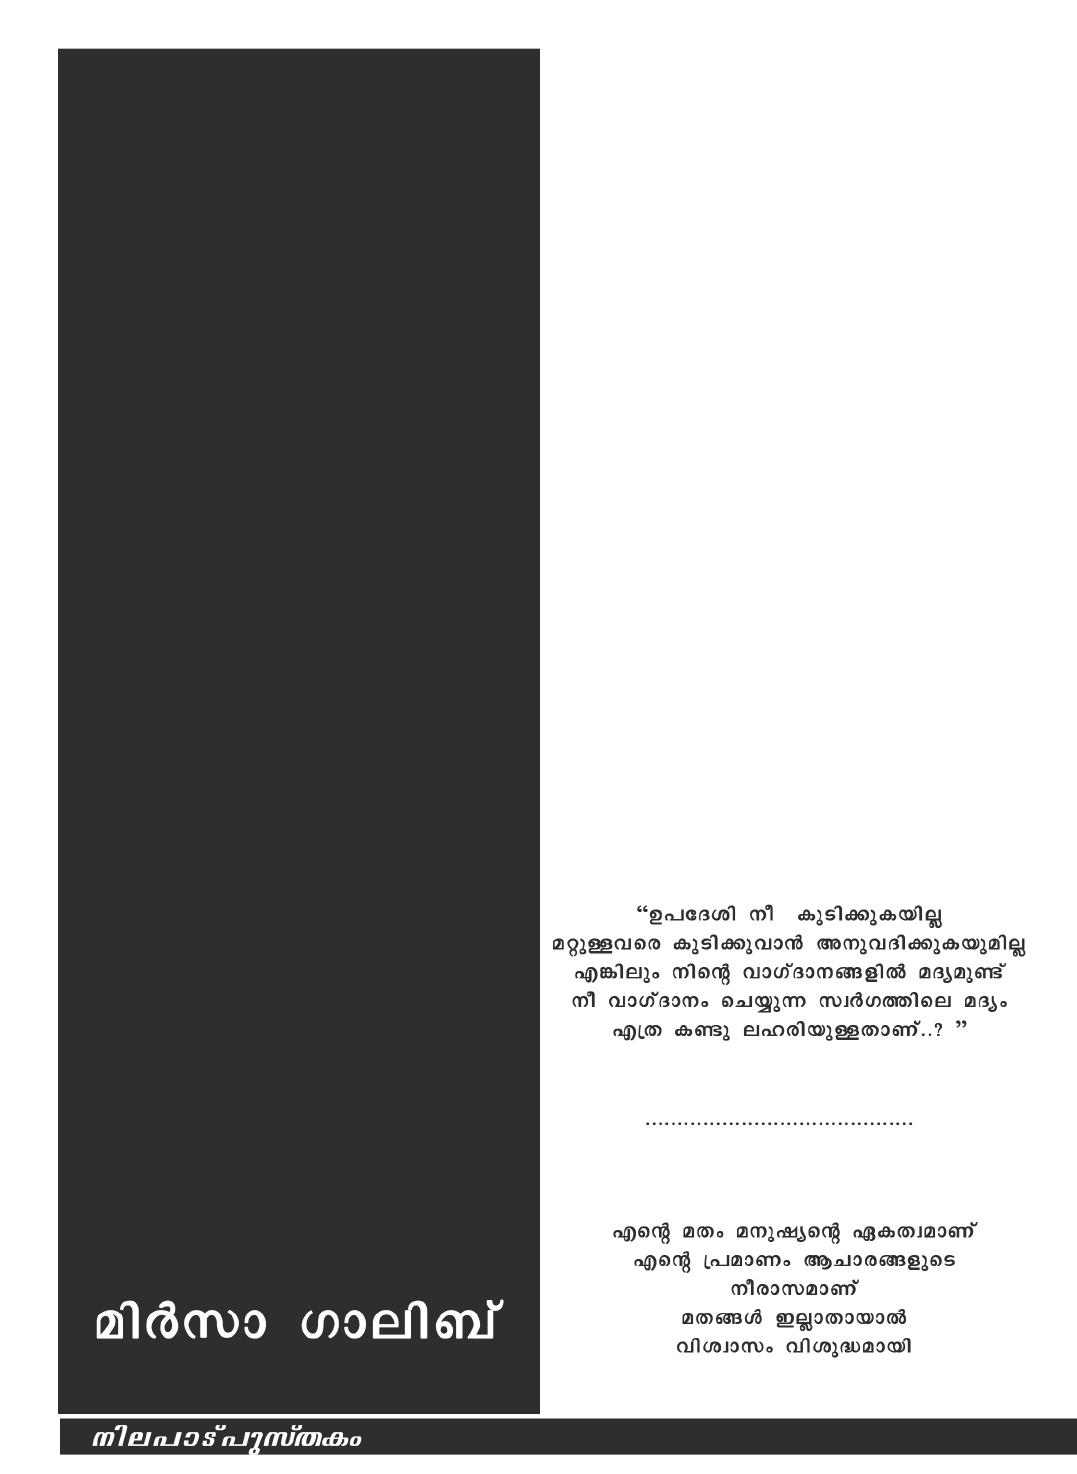 “ഉപദേശി നീ കുടിക്കുകയില്ല
മറ്റുള്ളവരെ കുടിക്കുവാൻ അനുവദിക്കുകയുമില്ല
എങ്കിലും നിന്റെ വാഗ്ദാനങ്ങളിൽ മദ്യമുണ്ട്
നീ വാഗ്ദാനം ചെയ്യുന്ന സ്വർഗത്തിലെ മദ്യം
എത്ര കണ്ടു ലഹരിയുള്ളതാണ്..? ”
..........................................
എന്റെ മതം മനുഷ്യന്റെ ഏകത്വമാണ്
എന്റെ പ്രമാണം ആചാരങ്ങളുടെ
നീരാസമാണ്
മതങ്ങൾ ഇല്ലാതായാൽ
വിശ്വാസം വിശുദ്ധമായി
മിർസാ ഗാലിബ്
നിലപാട് പുസ്തകം